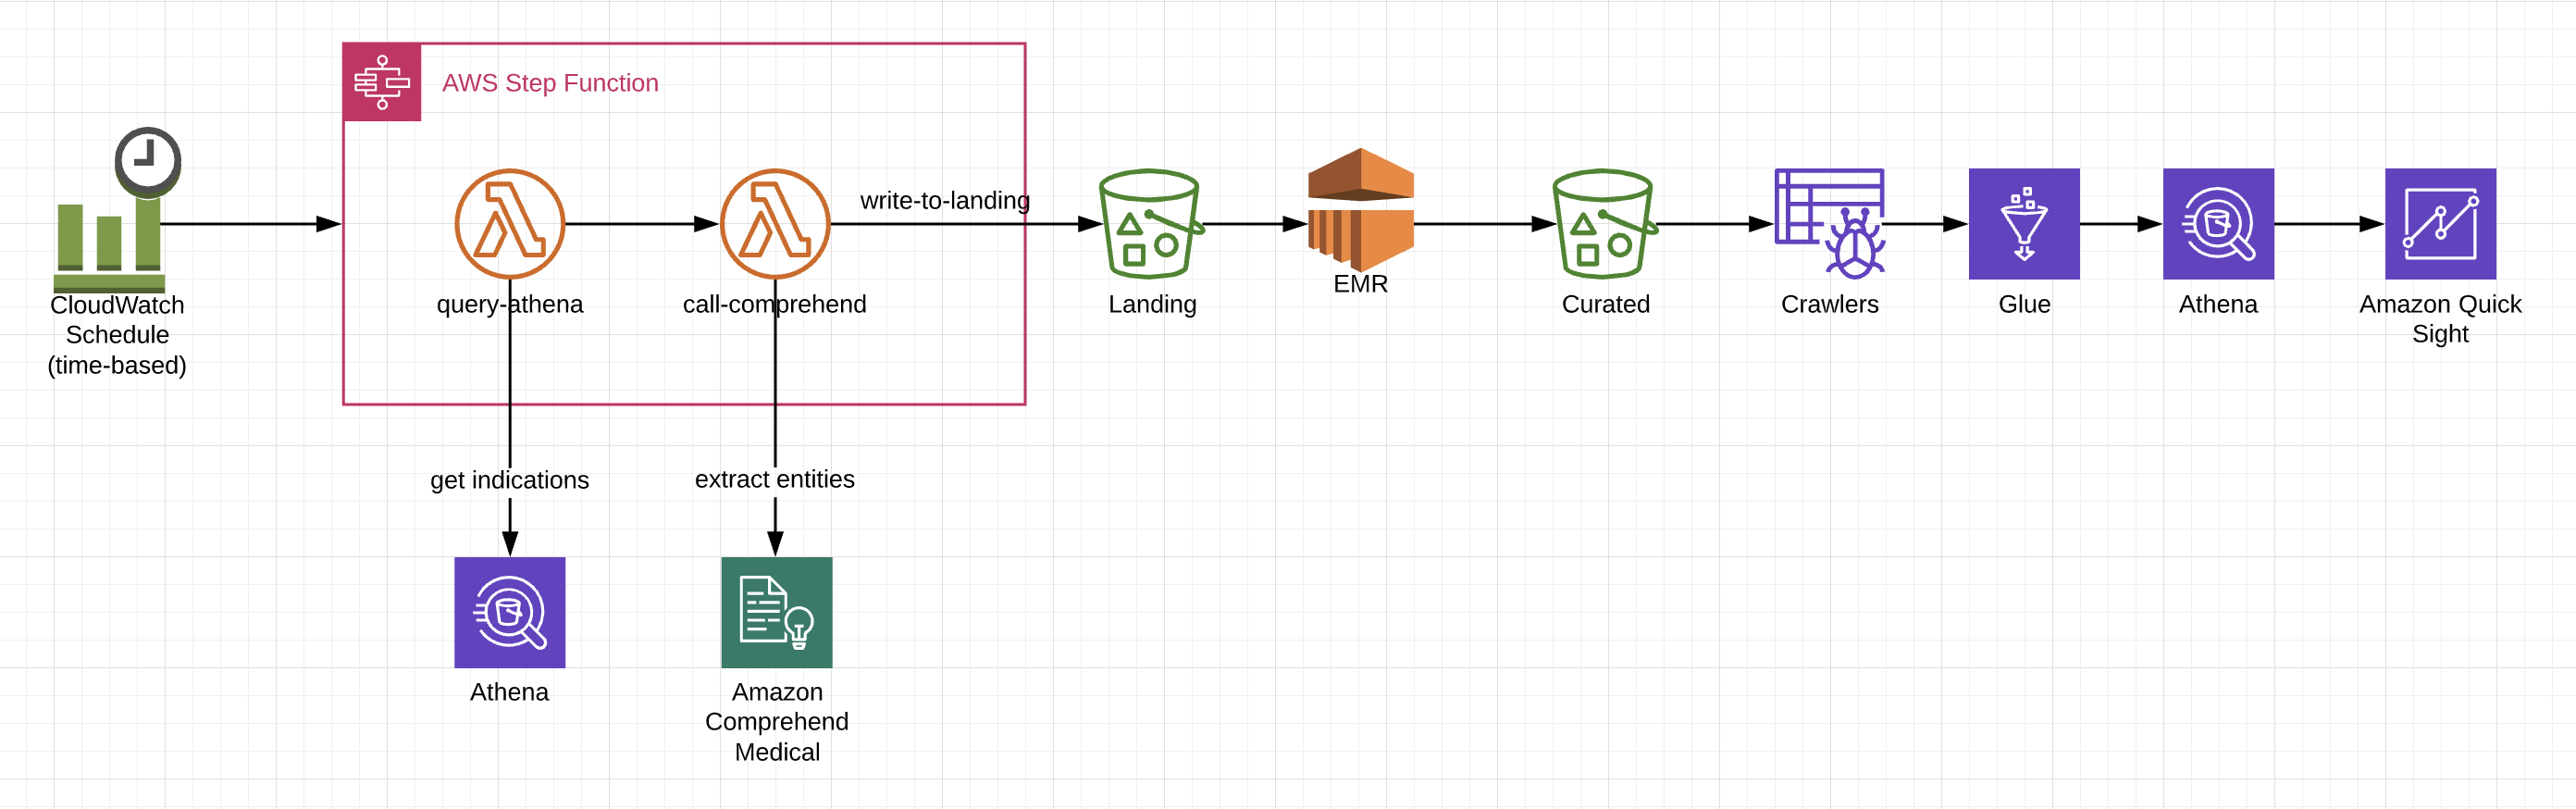 AWS Step Function
write-to-landing
CloudWatch
Schedule
(time-based)
query-athena
call-comprehend
Landing
EMR
Curated
Crawlers
Glue
Athena
Amazon Quick
Sight
get indications
extract entities
Athena
Amazon
Comprehend
Medical